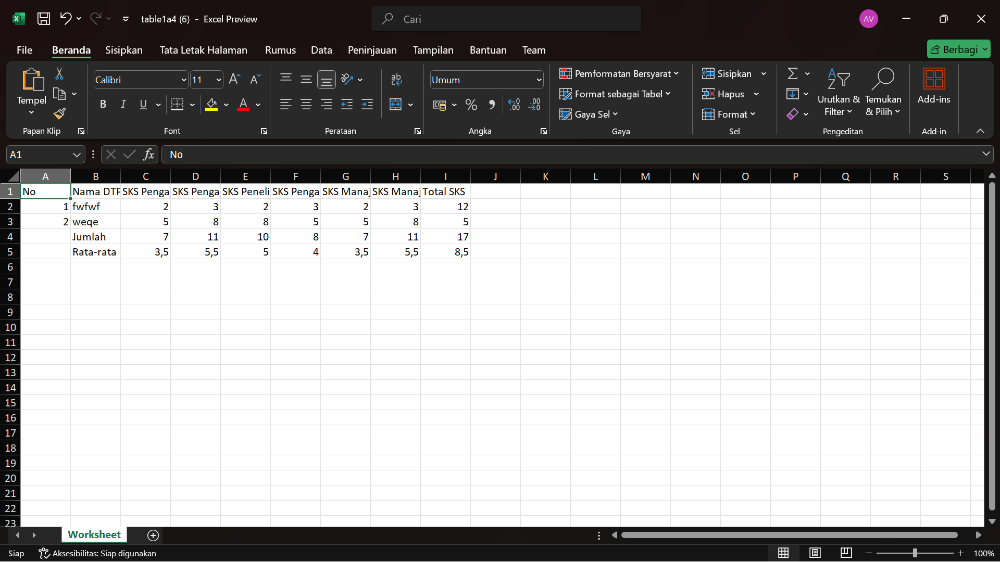 table1a4 (6) - Excel Preview
Cari
AV
File Beranda Sisipkan Tata Letak Halaman Rumus Data Peninjauan Tampilan Bantuan Team
Berbagi
Tempel
Papan Klip
Calibri 11
B I U A
Font
ab
Perataan
Umum
% 
Angka
Pemformatan Bersyarat
Format sebagai Tabel
Gaya Sel
Gaya
Sisipkan
Hapus
Format
Sel
Urutkan & Filter
Temukan & Pilih
Pengeditan
Add-ins
Add-in
A1 fx No
A B C D E F G H I J K L M N O P Q R S
1 No Nama DTP SKS Penga SKS Penga SKS Peneli SKS Penga SKS Manaj SKS Manaj Total SKS
2 1 fwfwf 2 3 2 3 2 3 12
3 2 weqe 5 8 8 5 5 8 5
4 Jumlah 7 11 10 8 7 11 17
5 Rata-rata 3,5 5,5 5 4 3,5 5,5 8,5
6
7
8
9
10
11
12
13
14
15
16
17
18
19
20
21
22
23
Worksheet
Siap Aksesibilitas: Siap digunakan
100%